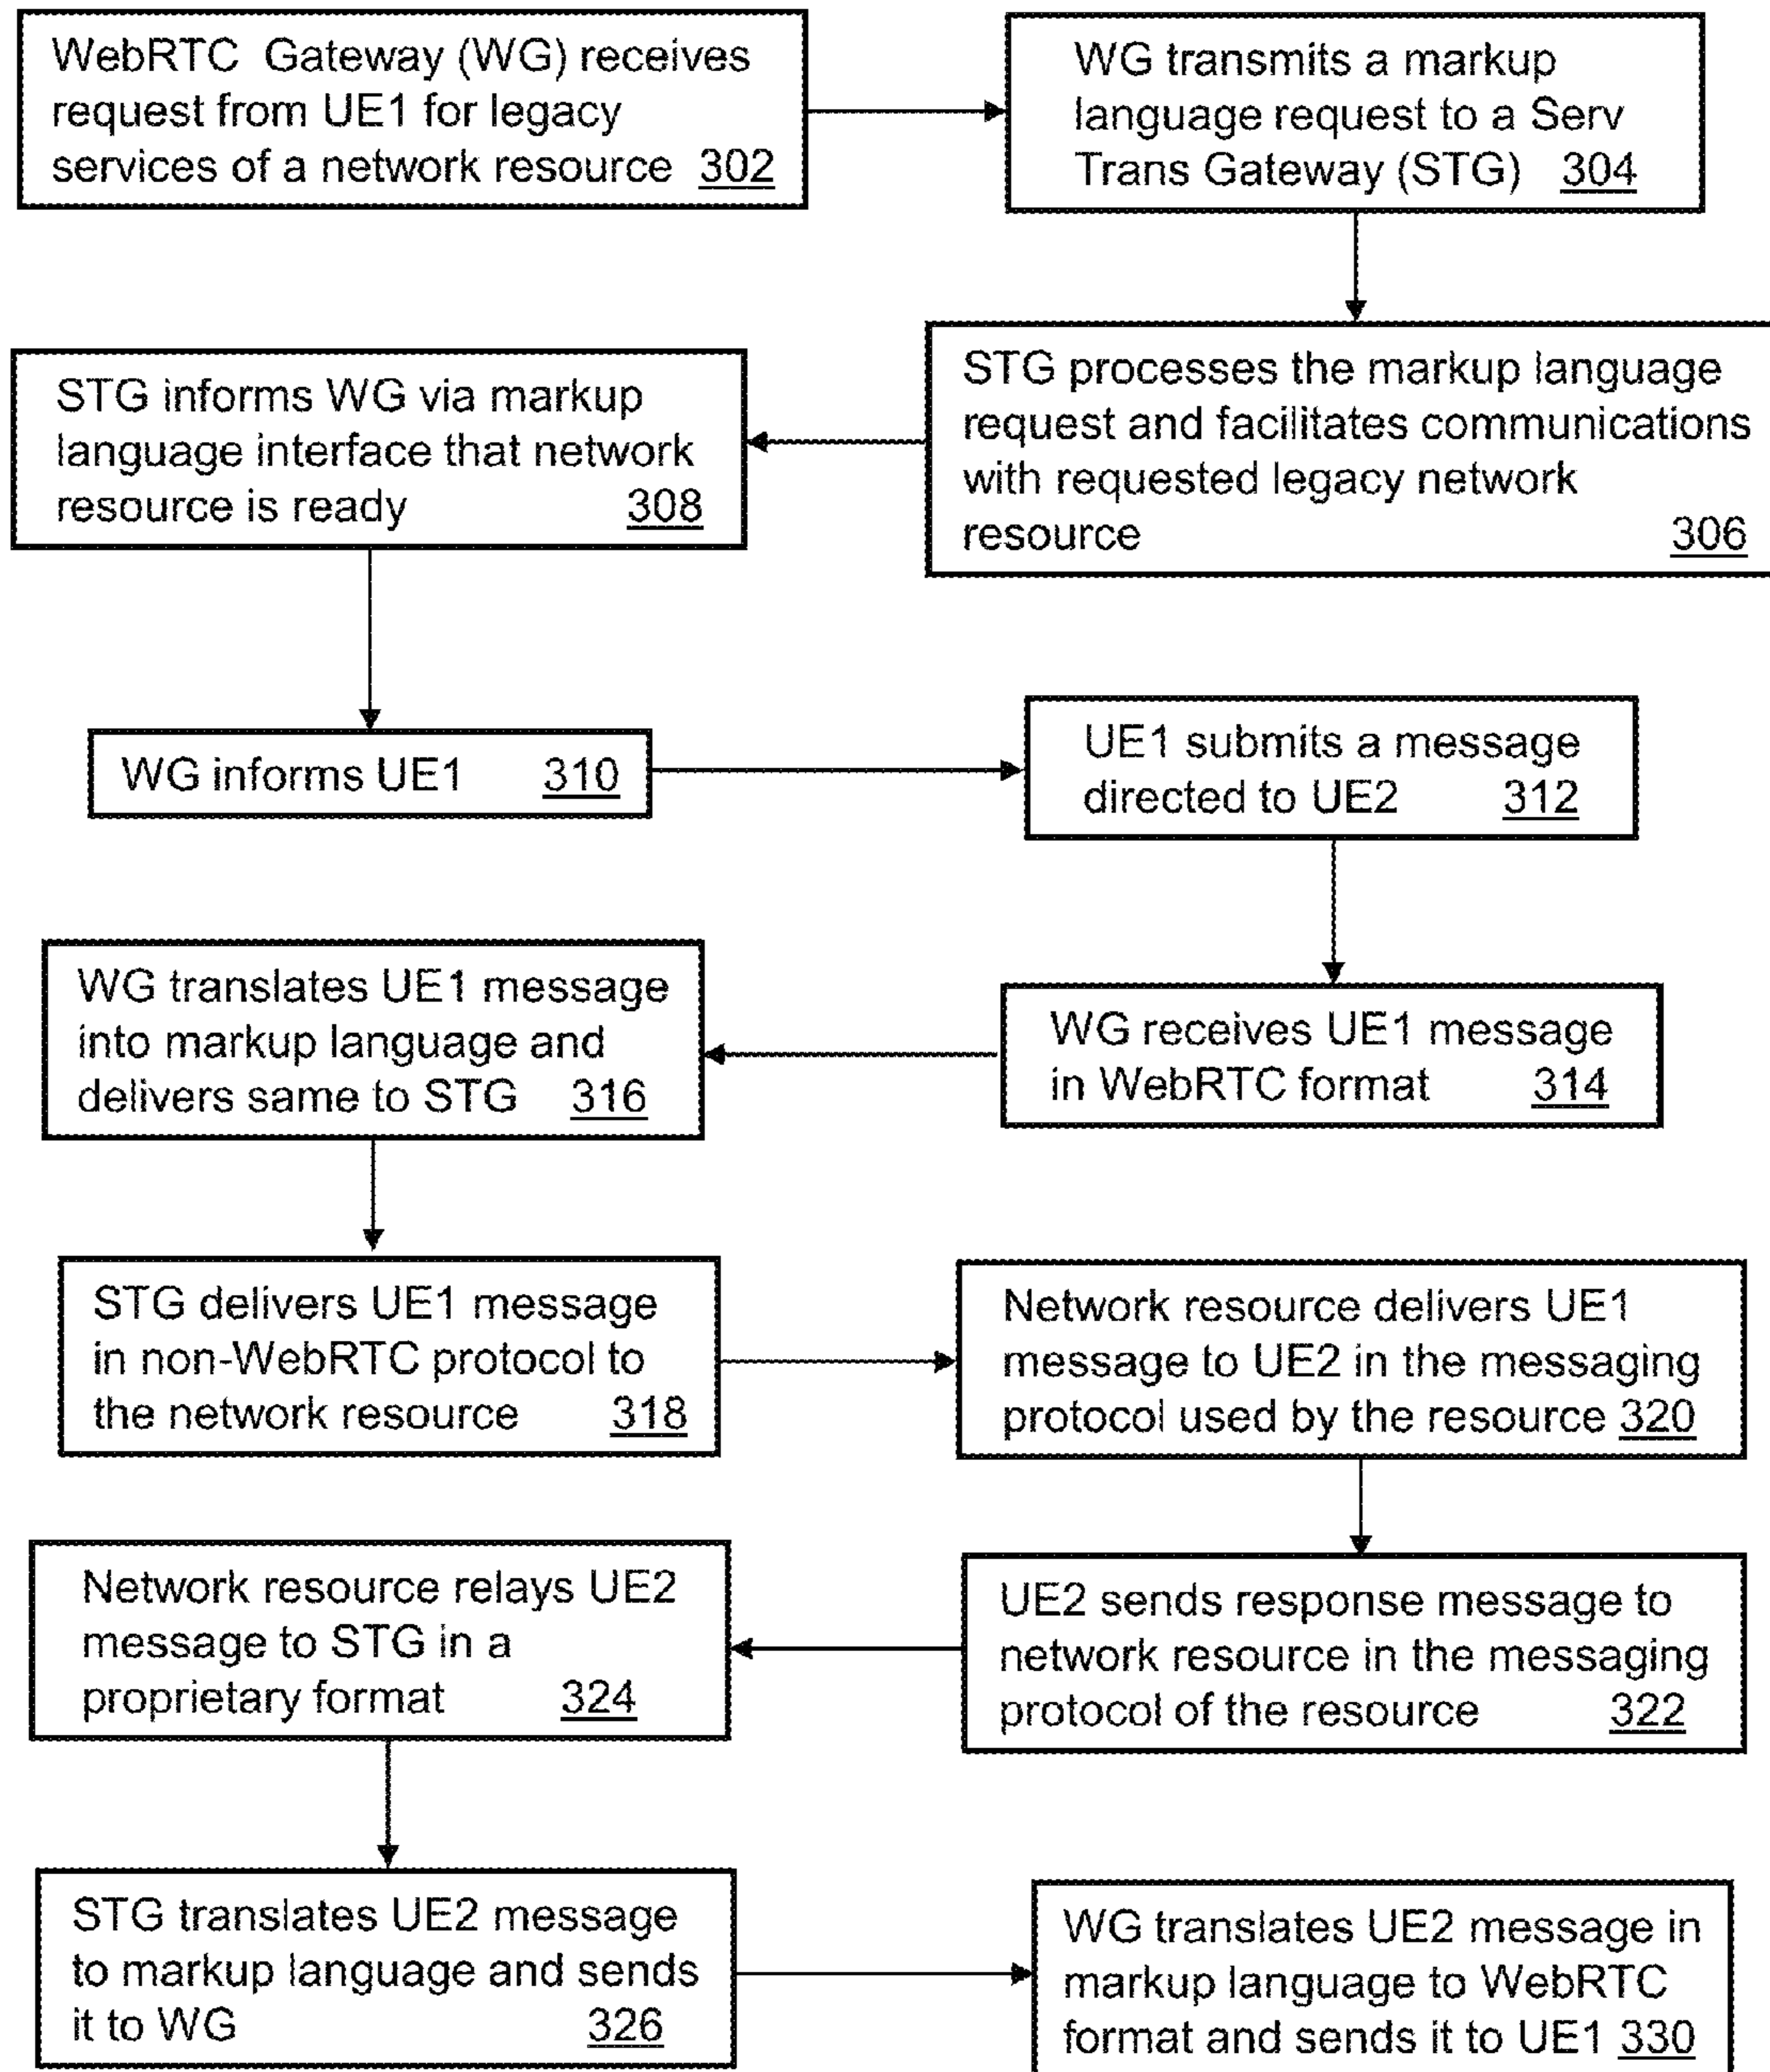 WebRTC Gateway (WG) receives
request from UE1 for legacy
services of a network resource 302
WG transmits a markup
language request to a Serv
Trans Gateway (STG) 304
STG processes the markup language
request and facilitates communications
with requested legacy network
resource 306
STG informs WG via markup
language interface that network
resource is ready 308
WG informs UE1 310
UE1 submits a message
directed to UE2 312
WG receives UE1 message
in WebRTC format 314
WG translates UE1 message
into markup language and
delivers same to STG 316
STG delivers UE1 message
in non-WebRTC protocol to
the network resource 318
Network resource delivers UE1
message to UE2 in the messaging
protocol used by the resource 320
UE2 sends response message to
network resource in the messaging
protocol of the resource 322
Network resource relays UE2
message to STG in a
proprietary format 324
STG translates UE2 message
to markup language and sends
it to WG 326
WG translates UE2 message in
markup language to WebRTC
format and sends it to UE1 330